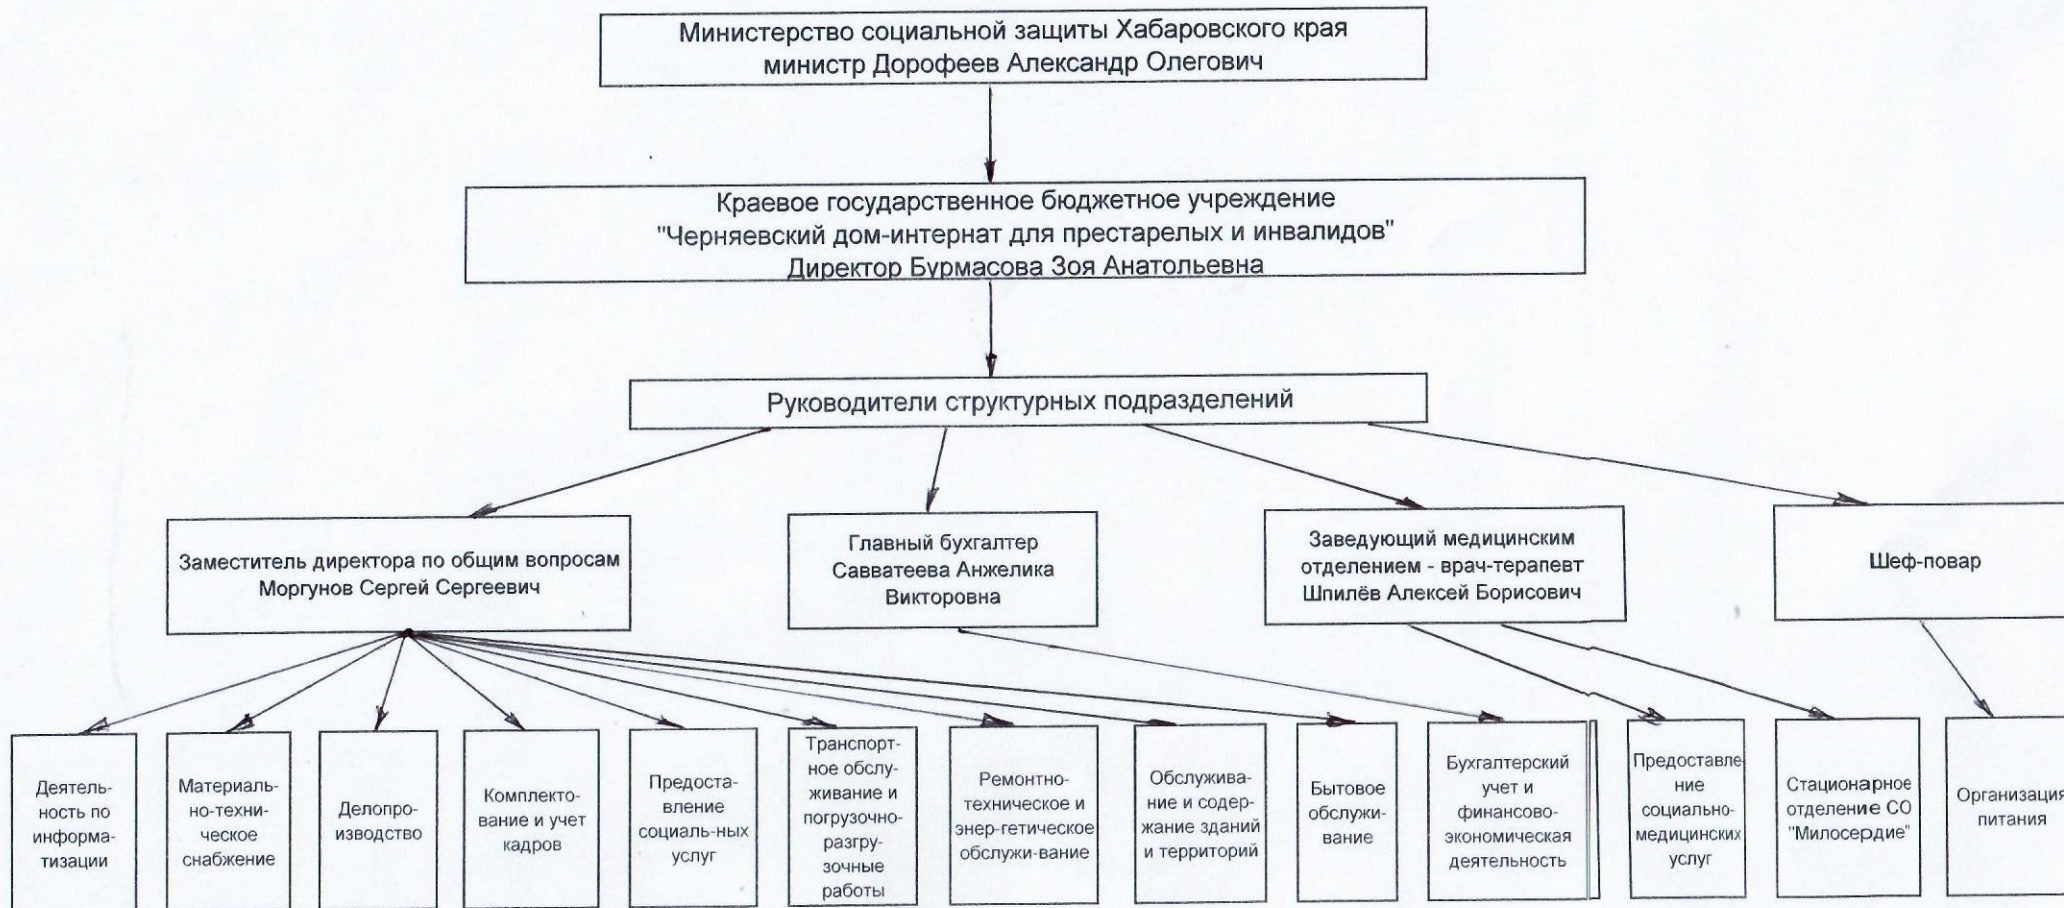 Министерство социальной защиты Хабаровского края
министр Дорофеев Александр Олегович
Краевое государственное бюджетное учреждение
"Черняевский дом-интернат для престарелых и инвалидов"
Директор Бурмасова Зоя Анатольевна
Руководители структурных подразделений
Заместитель директора по общим вопросам
Моргунов Сергей Сергеевич
Главный бухгалтер
Савватеева Анжелика
Викторовна
Заведующий медицинским
отделением - врач-терапевт
Шпилёв Алексей Борисович
Шеф-повар
Деятель-
ность по
информа-
тизации
Материаль-
но-техни-
ческое
снабжение
Делопро-
изводство
Комплекто-
вание и учет
кадров
Предоста-
вление
социаль-ных
услуг
Транспорт-
ное обслу-
живание и
погрузочно-
разгру-
зочные
работы
Ремонтно-
техническое и
энер-гетическое
обслужи-вание
Обслужива-
ние и содер-
жание зданий
и территорий
Бытовое
обслужи-
вание
Бухгалтерский
учет и
финансово-
экономическая
деятельность
Предоставле-
ние
социально-
медицинских
услуг
Стационарное
отделение СО
"Милосердие"
Организация
питания